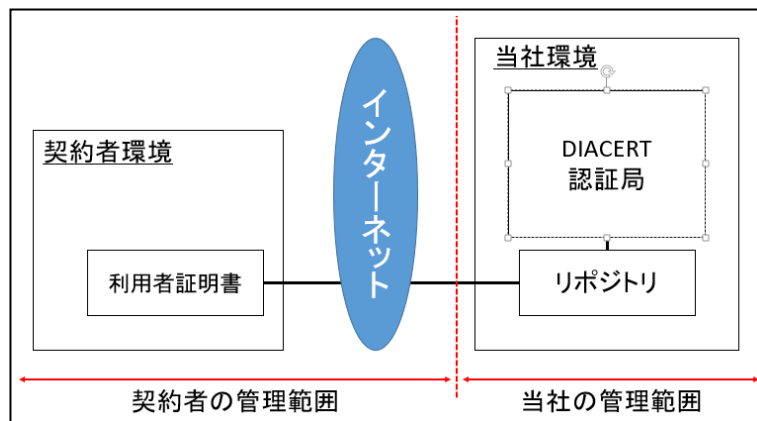 契約者環境
利用者証明書
インターネット
当社環境
DIACERT
認証局
リポジトリ
契約者の管理範囲
当社の管理範囲